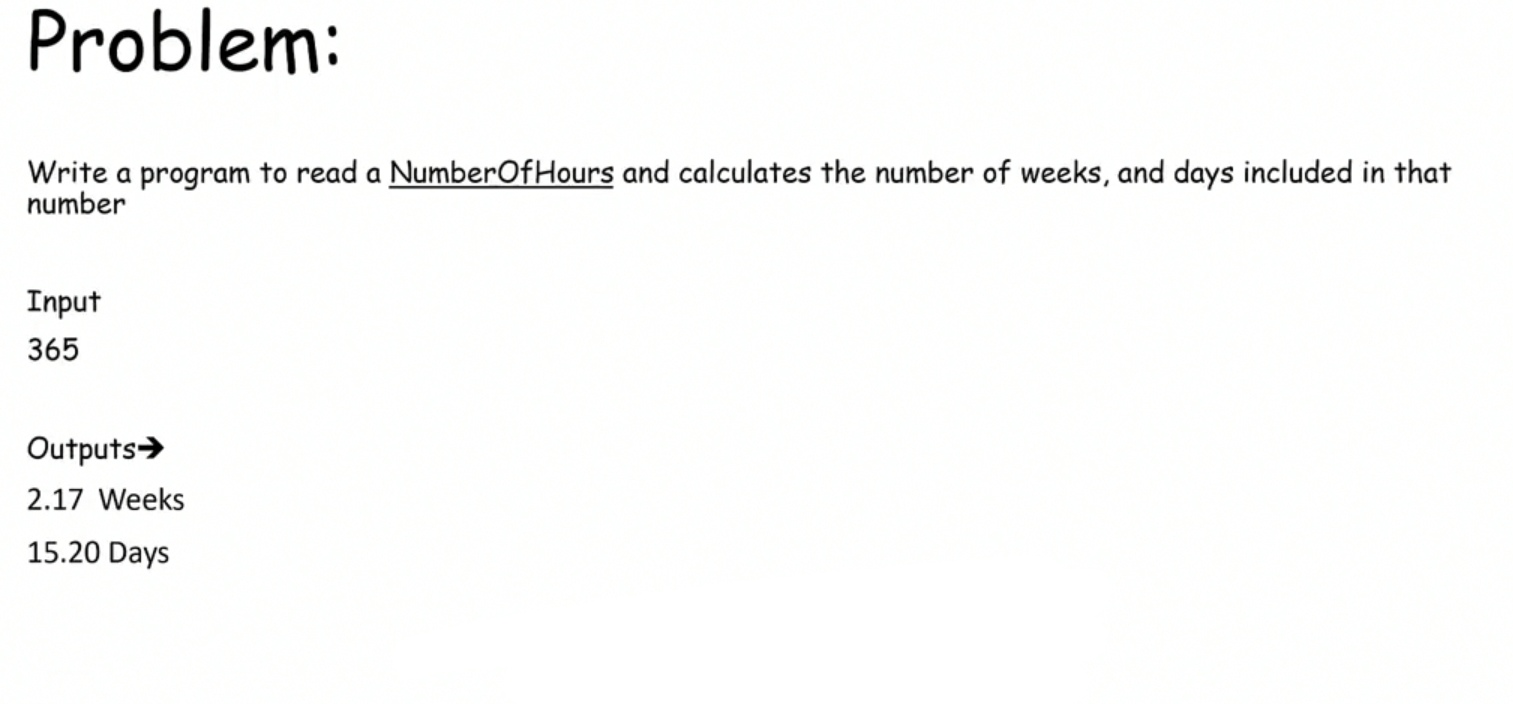 Problem:
Write a program to read a NumberOfHours and calculates the number of weeks, and days included in that
number
Input
365
Outputs➔
2.17  Weeks
15.20 Days